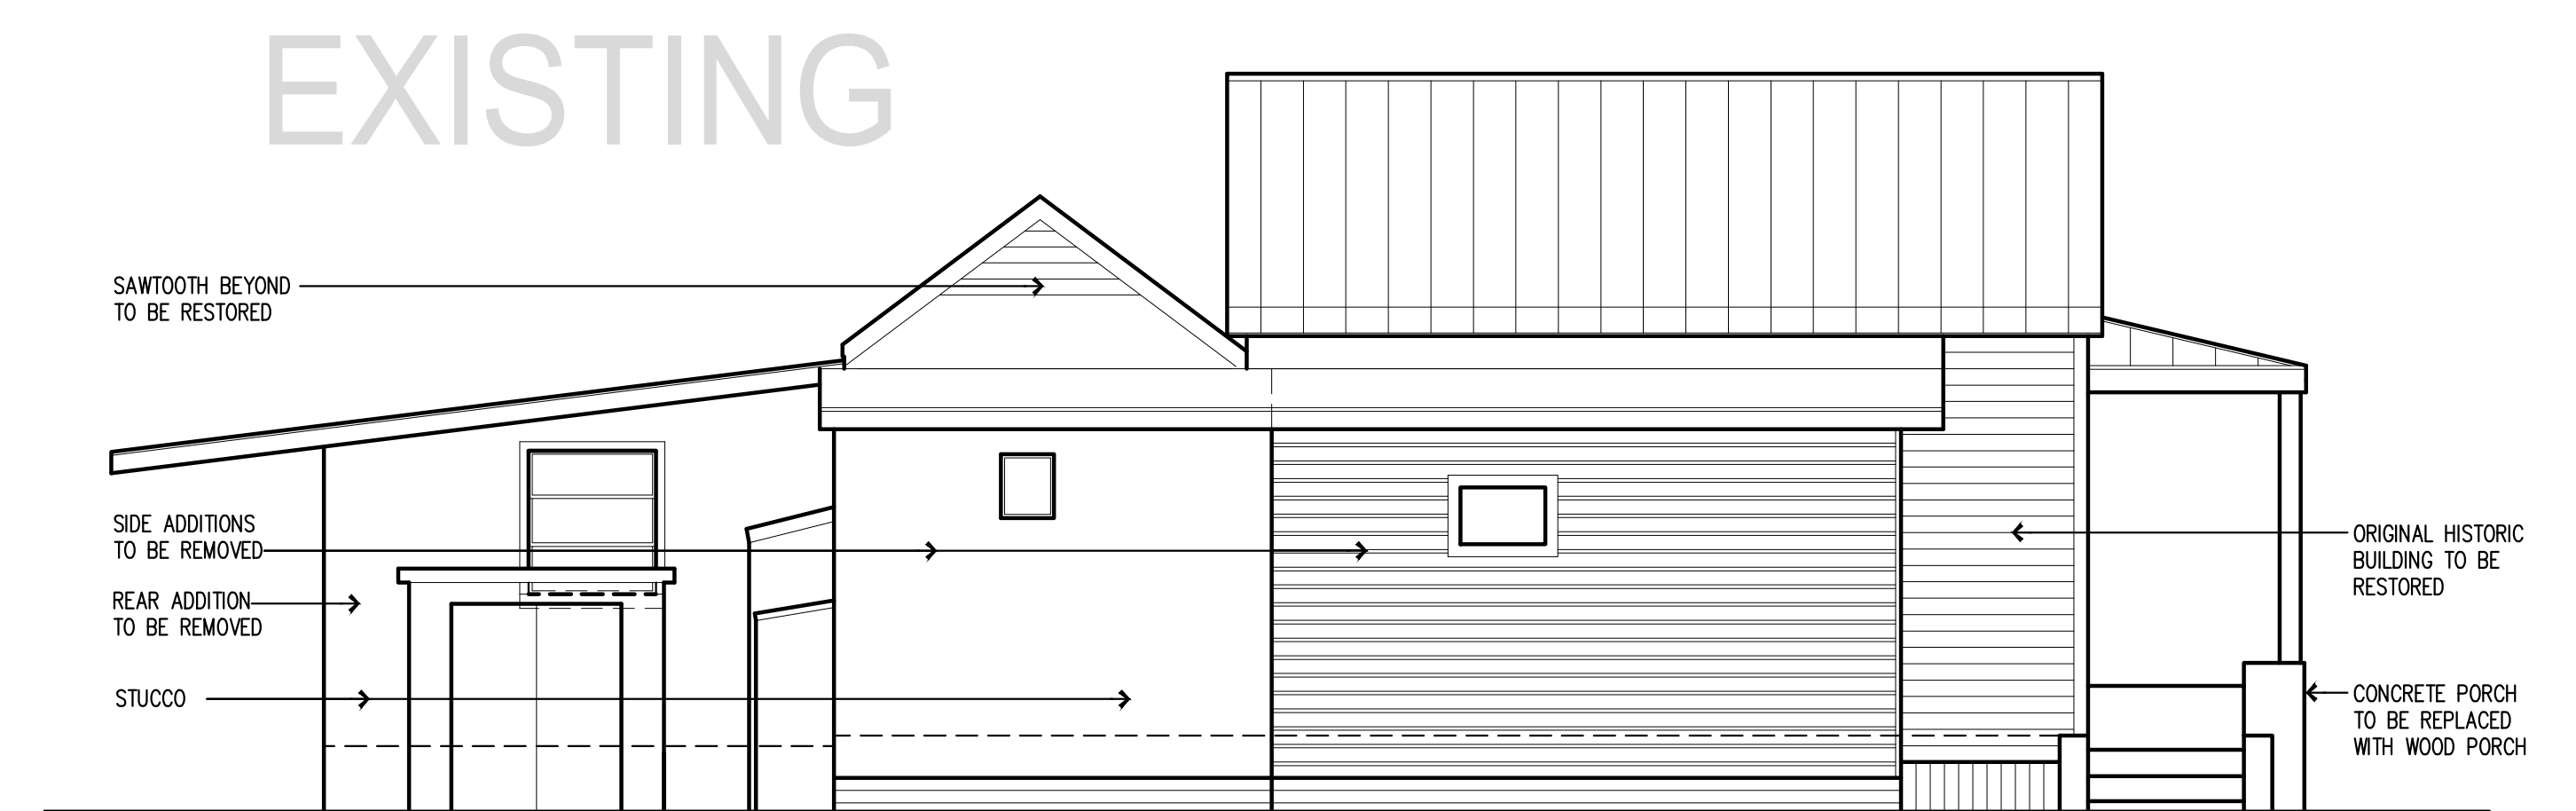 EXISTING
SAWTOOTH BEYOND
TO BE RESTORED
SIDE ADDITIONS
TO BE REMOVED
REAR ADDITION
TO BE REMOVED
STUCCO
ORIGINAL HISTORIC
BUILDING TO BE
RESTORED
CONCRETE PORCH
TO BE REPLACED
WITH WOOD PORCH